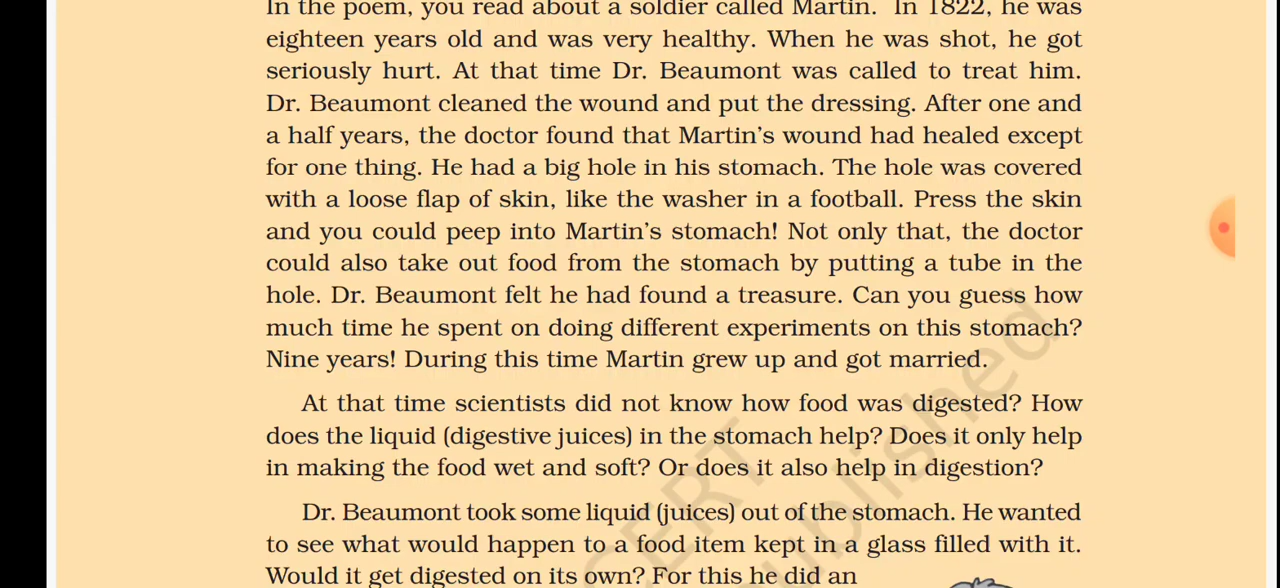 In the poem, you read about a soldier called Martin. In 1822, he was
eighteen years old and was very healthy. When he was shot, he got
seriously hurt. At that time Dr. Beaumont was called to treat him.
Dr. Beaumont cleaned the wound and put the dressing. After one and
a half years, the doctor found that Martin's wound had healed except
for one thing. He had a big hole in his stomach. The hole was covered
with a loose flap of skin, like the washer in a football. Press the skin
and you could peep into Martin's stomach! Not only that, the doctor
could also take out food from the stomach by putting a tube in the
hole. Dr. Beaumont felt he had found a treasure. Can you guess how
much time he spent on doing different experiments on this stomach?
Nine years! During this time Martin grew up and got married.
At that time scientists did not know how food was digested? How
does the liquid (digestive juices) in the stomach help? Does it only help
in making the food wet and soft? Or does it also help in digestion?
Dr. Beaumont took some liquid (juices) out of the stomach. He wanted
to see what would happen to a food item kept in a glass filled with it.
Would it get digested on its own? For this he did an